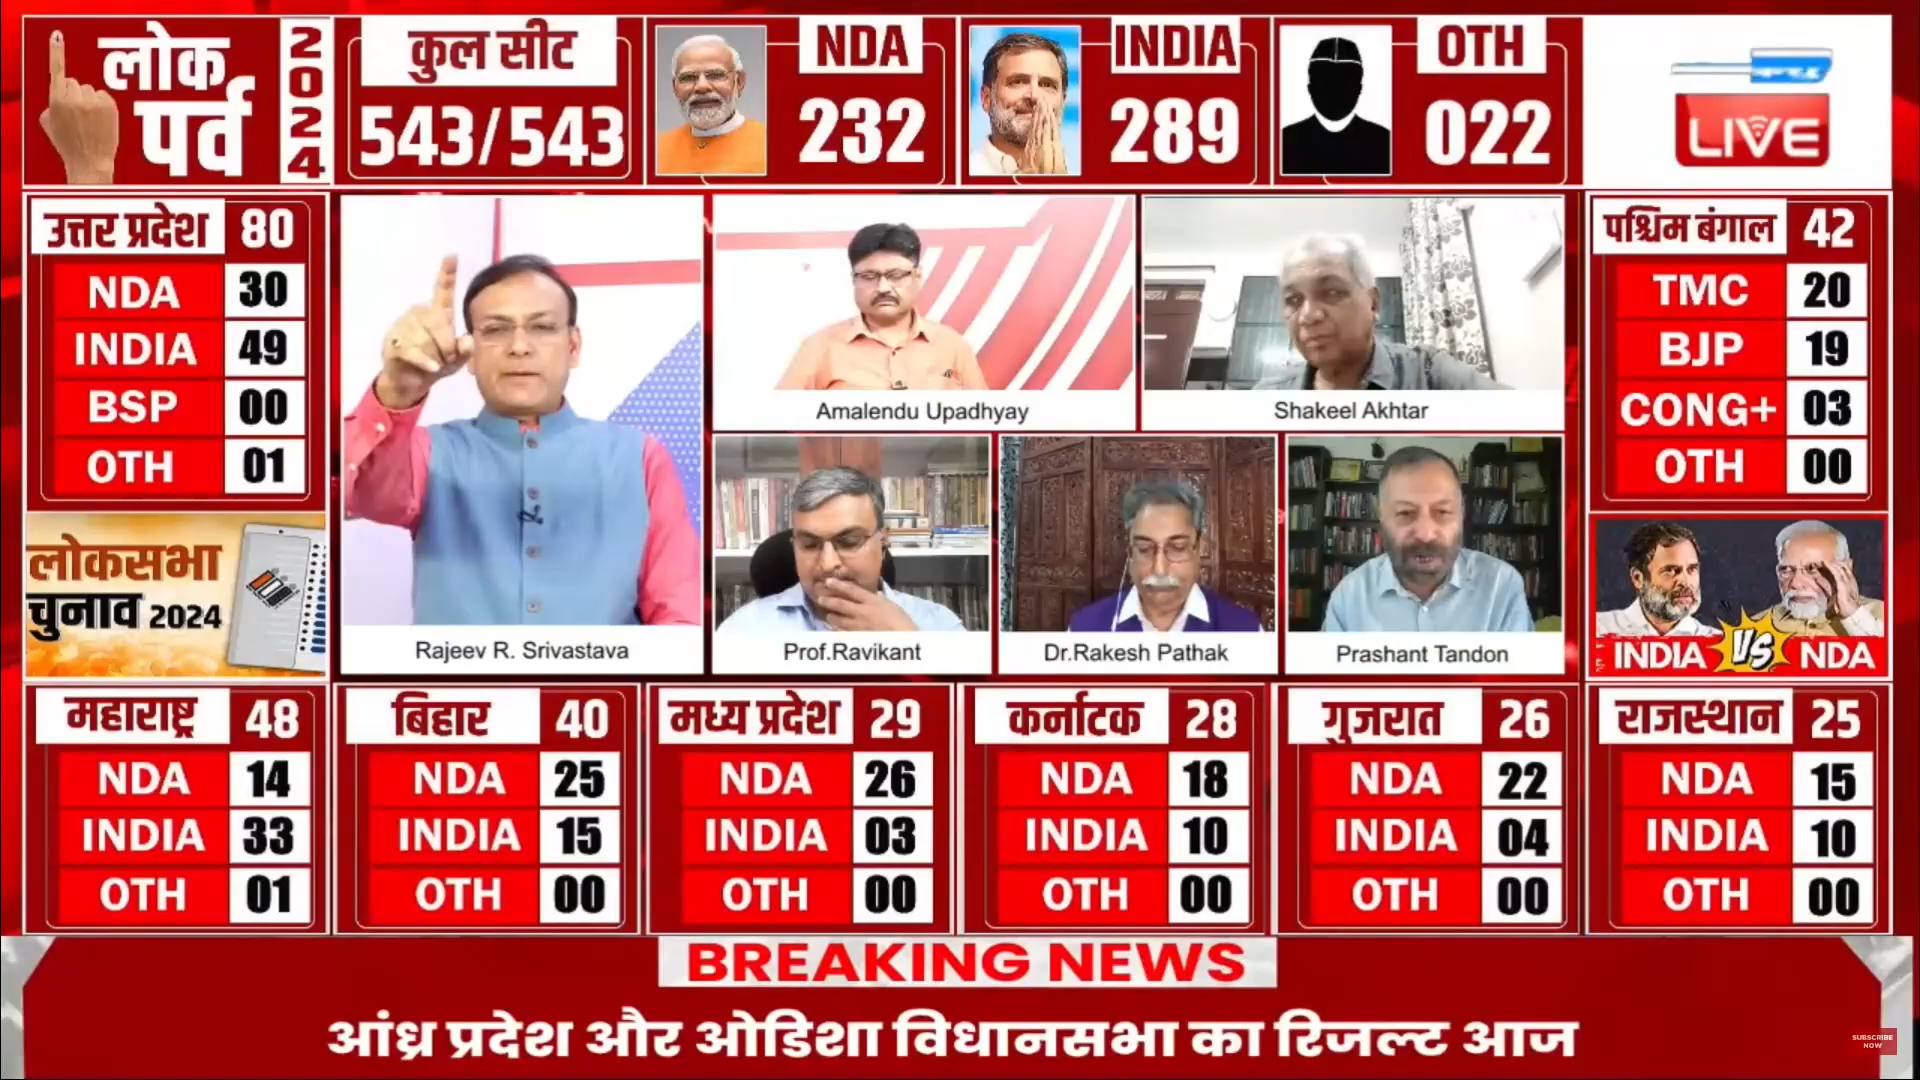 लोक पर्व
2024
कुल सीट
543/543
NDA
232
INDIA
289
OTH
022
LIVE
उत्तर प्रदेश 80
NDA 30
INDIA 49
BSP 00
OTH 01
Amalendu Upadhyay
Shakeel Akhtar
पश्चिम बंगाल 42
TMC 20
BJP 19
CONG+ 03
OTH 00
लोकसभा
चुनाव 2024
Rajeev R. Srivastava
Prof.Ravikant
Dr.Rakesh Pathak
Prashant Tandon
INDIA VS NDA
महाराष्ट्र 48
NDA 14
INDIA 33
OTH 01
बिहार 40
NDA 25
INDIA 15
OTH 00
मध्य प्रदेश 29
NDA 26
INDIA 03
OTH 00
कर्नाटक 28
NDA 18
INDIA 10
OTH 00
गुजरात 26
NDA 22
INDIA 04
OTH 00
राजस्थान 25
NDA 15
INDIA 10
OTH 00
BREAKING NEWS
आंध्र प्रदेश और ओडिशा विधानसभा का रिजल्ट आज
SUBSCRIBE
NOW